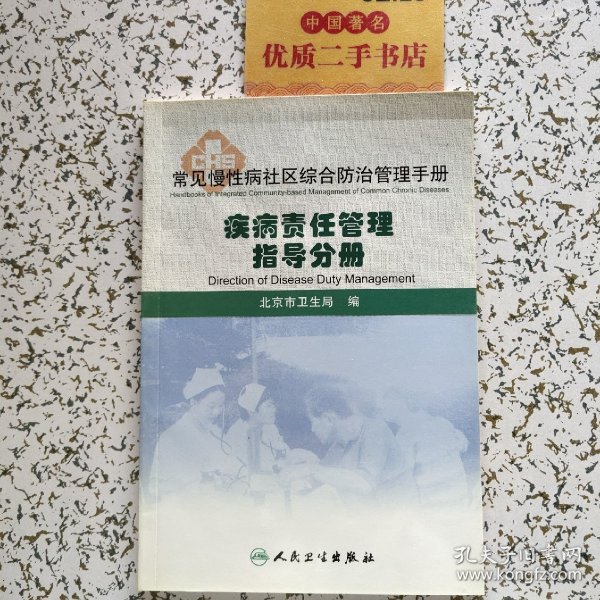 中国著名
优质二手书店
CHS
常见慢性病社区综合防治管理手册
Handbooks of Integrated Community-based Management of Common Chronic Diseases
疾病责任管理
指导分册
Direction of Disease Duty Management
北京市卫生局 编
人民卫生出版社
孔夫子旧书网
www.kongfz.com